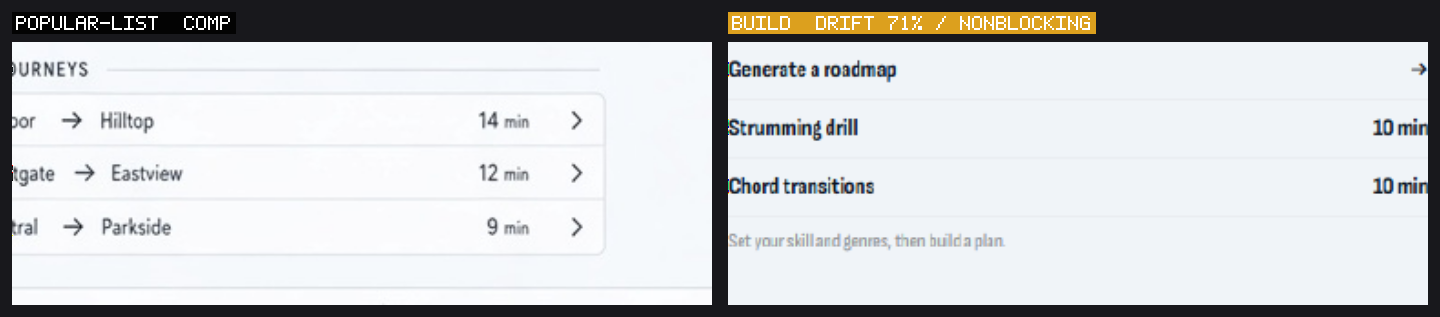 POPULAR-LIST COMP
OURNEYS
oor → Hilltop 14 min
tgate → Eastview 12 min
tral → Parkside 9 min
BUILD DRIFT 71% / NONBLOCKING
Generate a roadmap →
Strumming drill 10 min
Chord transitions 10 min
Set your skill and genres, then build a plan.